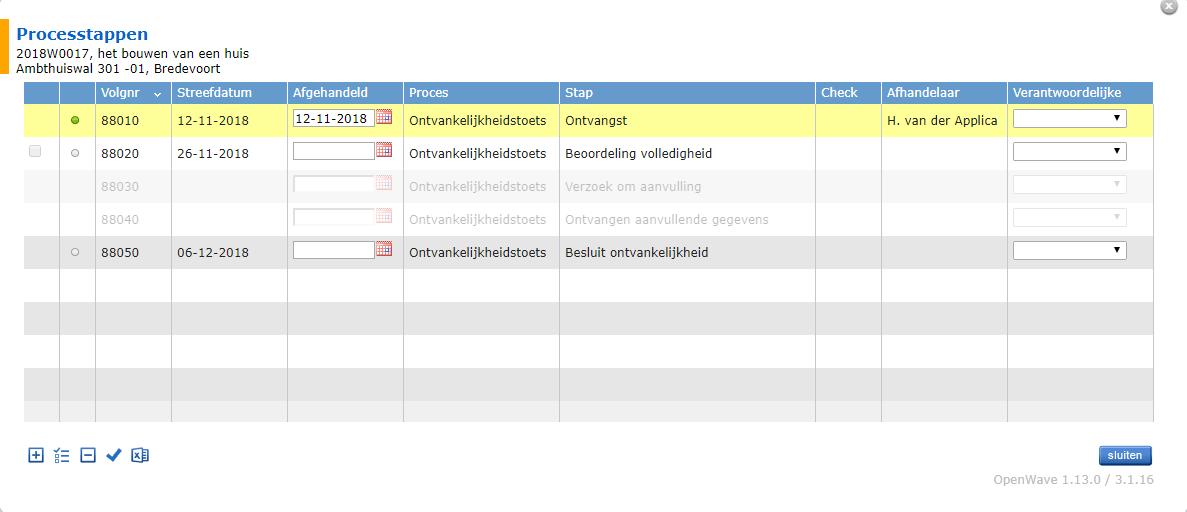 Processtappen
2018W0017, het bouwen van een huis
Ambthuiswal 301 -01, Bredevoort
Volgnr Streefdatum Afgehandeld Proces Stap Check Afhandelaar Verantwoordelijke
88010 12-11-2018 12-11-2018 Ontvankelijkheidstoets Ontvangst H. van der Applica
88020 26-11-2018 Ontvankelijkheidstoets Beoordeling volledigheid
88030 Ontvankelijkheidstoets Verzoek om aanvulling
88040 Ontvankelijkheidstoets Ontvangen aanvullende gegevens
88050 06-12-2018 Ontvankelijkheidstoets Besluit ontvankelijkheid
sluiten
OpenWave 1.13.0 / 3.1.16